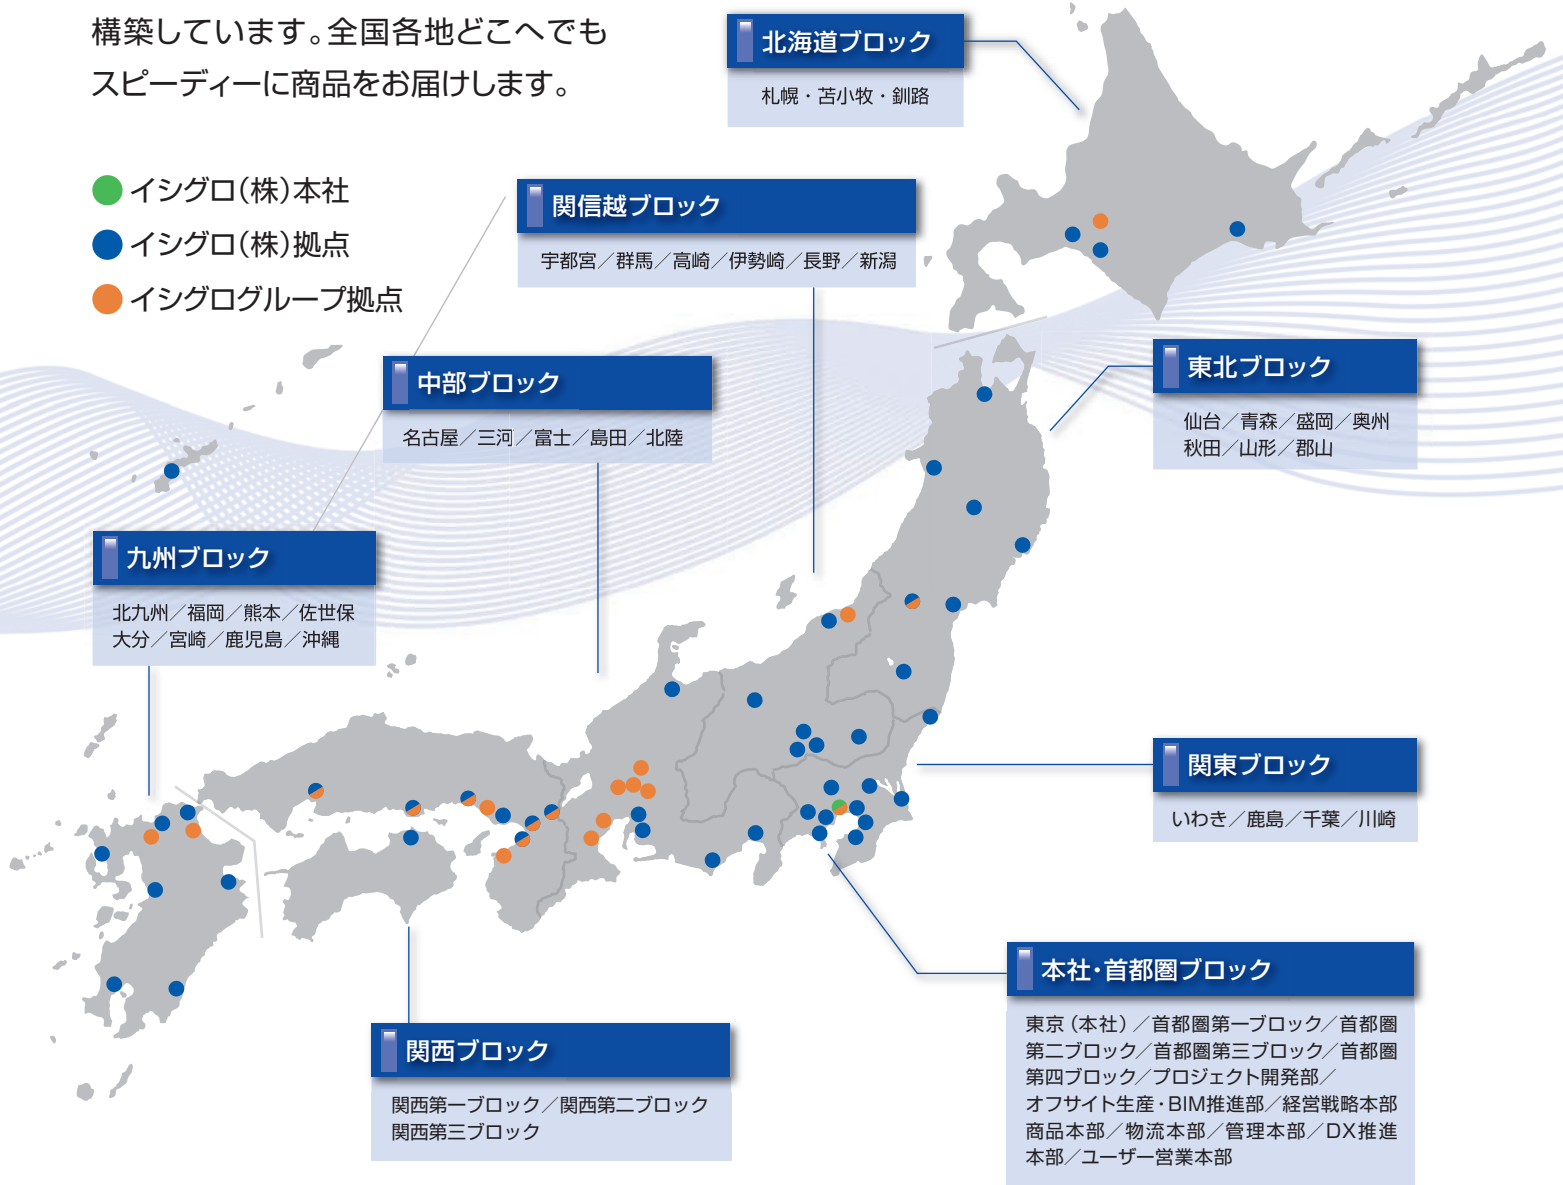 構築しています。全国各地どこへでも
スピーディーに商品をお届けします。
イシグロ(株)本社
イシグロ(株)拠点
イシグログループ拠点
北海道ブロック
札幌・苫小牧・釧路
関信越ブロック
宇都宮／群馬／高崎／伊勢崎／長野／新潟
中部ブロック
名古屋／三河／富士／島田／北陸
東北ブロック
仙台／青森／盛岡／奥州
秋田／山形／郡山
九州ブロック
北九州／福岡／熊本／佐世保
大分／宮崎／鹿児島／沖縄
関東ブロック
いわき／鹿島／千葉／川崎
本社・首都圏ブロック
東京（本社）／首都圏第一ブロック／首都圏
第二ブロック／首都圏第三ブロック／首都圏
第四ブロック／プロジェクト開発部／
オフサイト生産・BIM推進部／経営戦略本部
商品本部／物流本部／管理本部／DX推進
本部／ユーザー営業本部
関西ブロック
関西第一ブロック／関西第二ブロック
関西第三ブロック